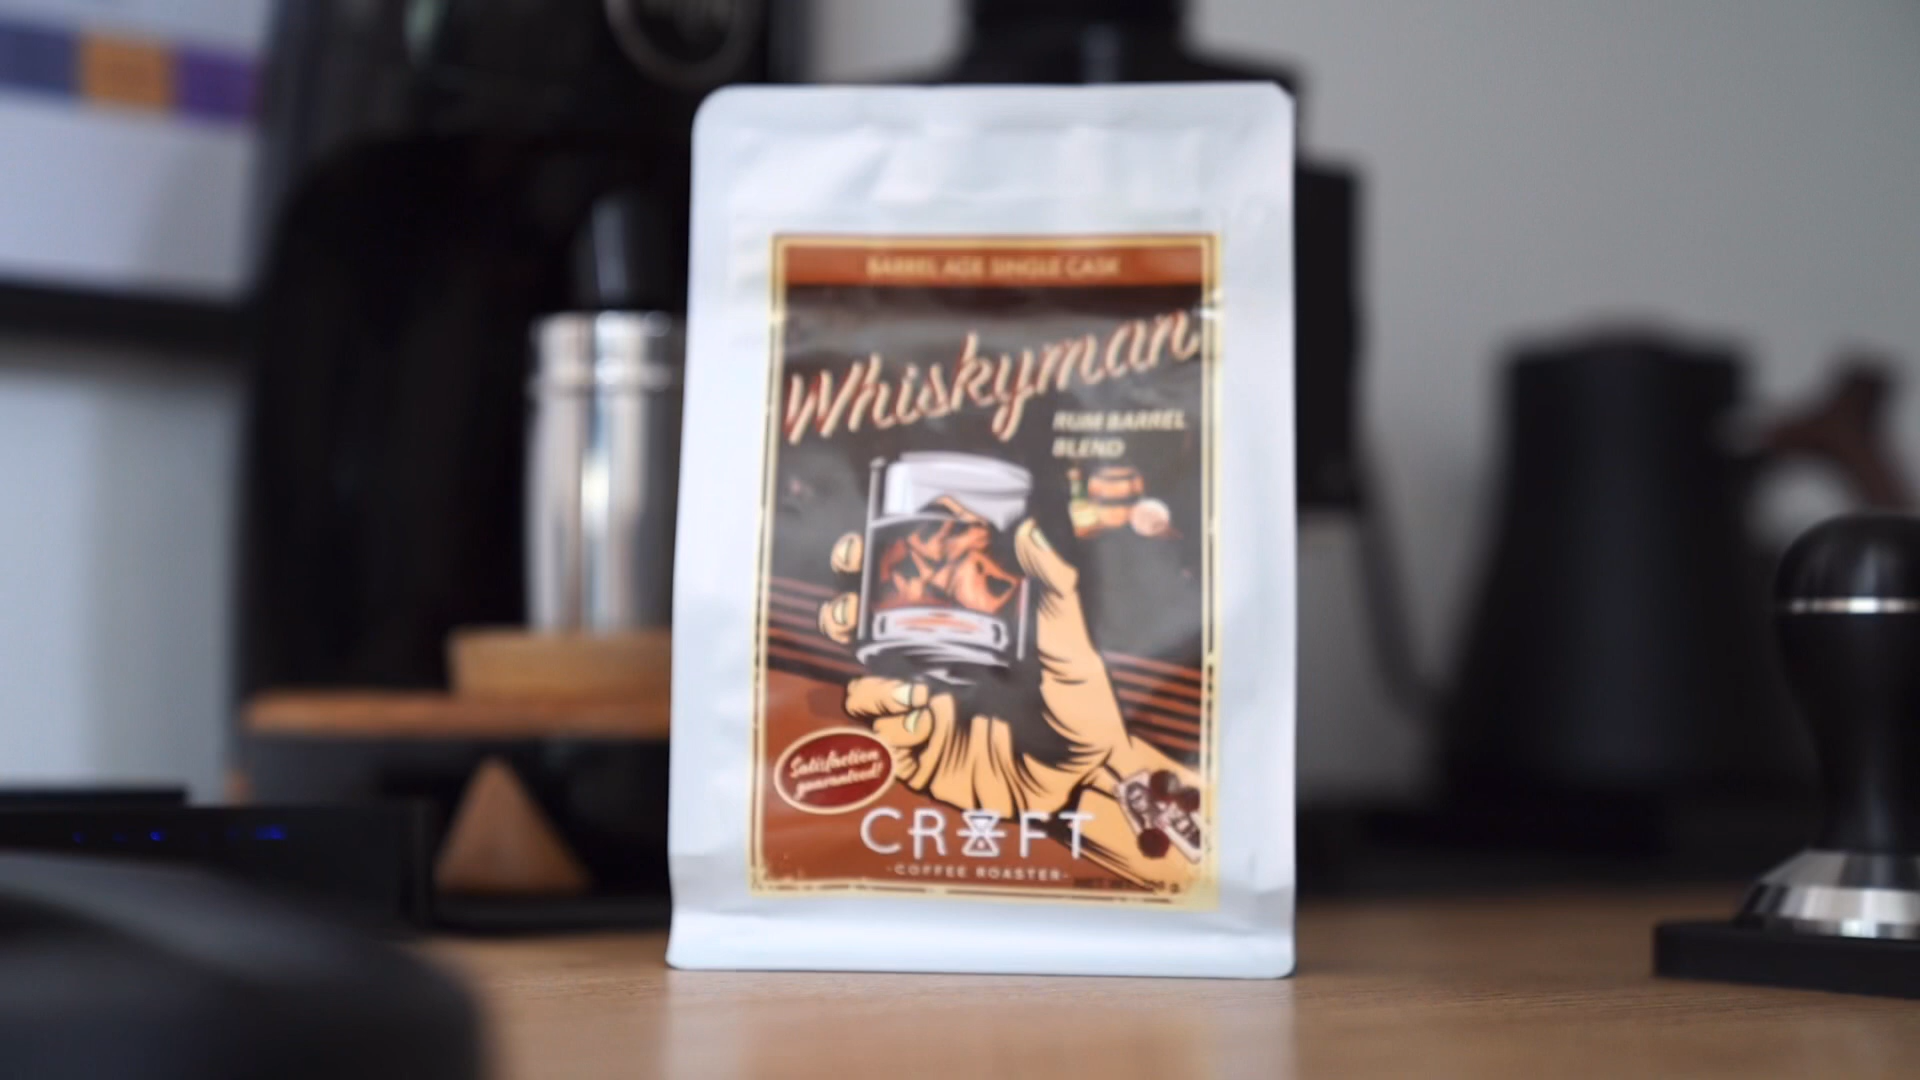 BARREL AGE SINGLE CASK
Whiskyman
RUM BARREL
BLEND
Satisfaction
guaranteed!
CRAFT
-COFFEE ROASTER-